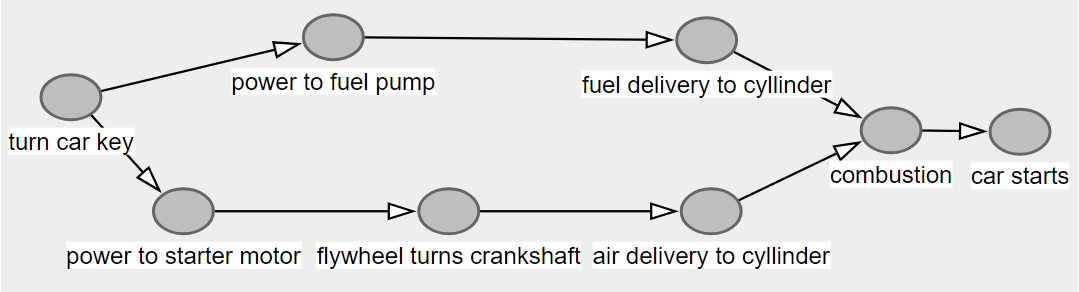 power to fuel pump
fuel delivery to cyllinder
turn car key
combustion
car starts
power to starter motor
flywheel turns crankshaft
air delivery to cyllinder